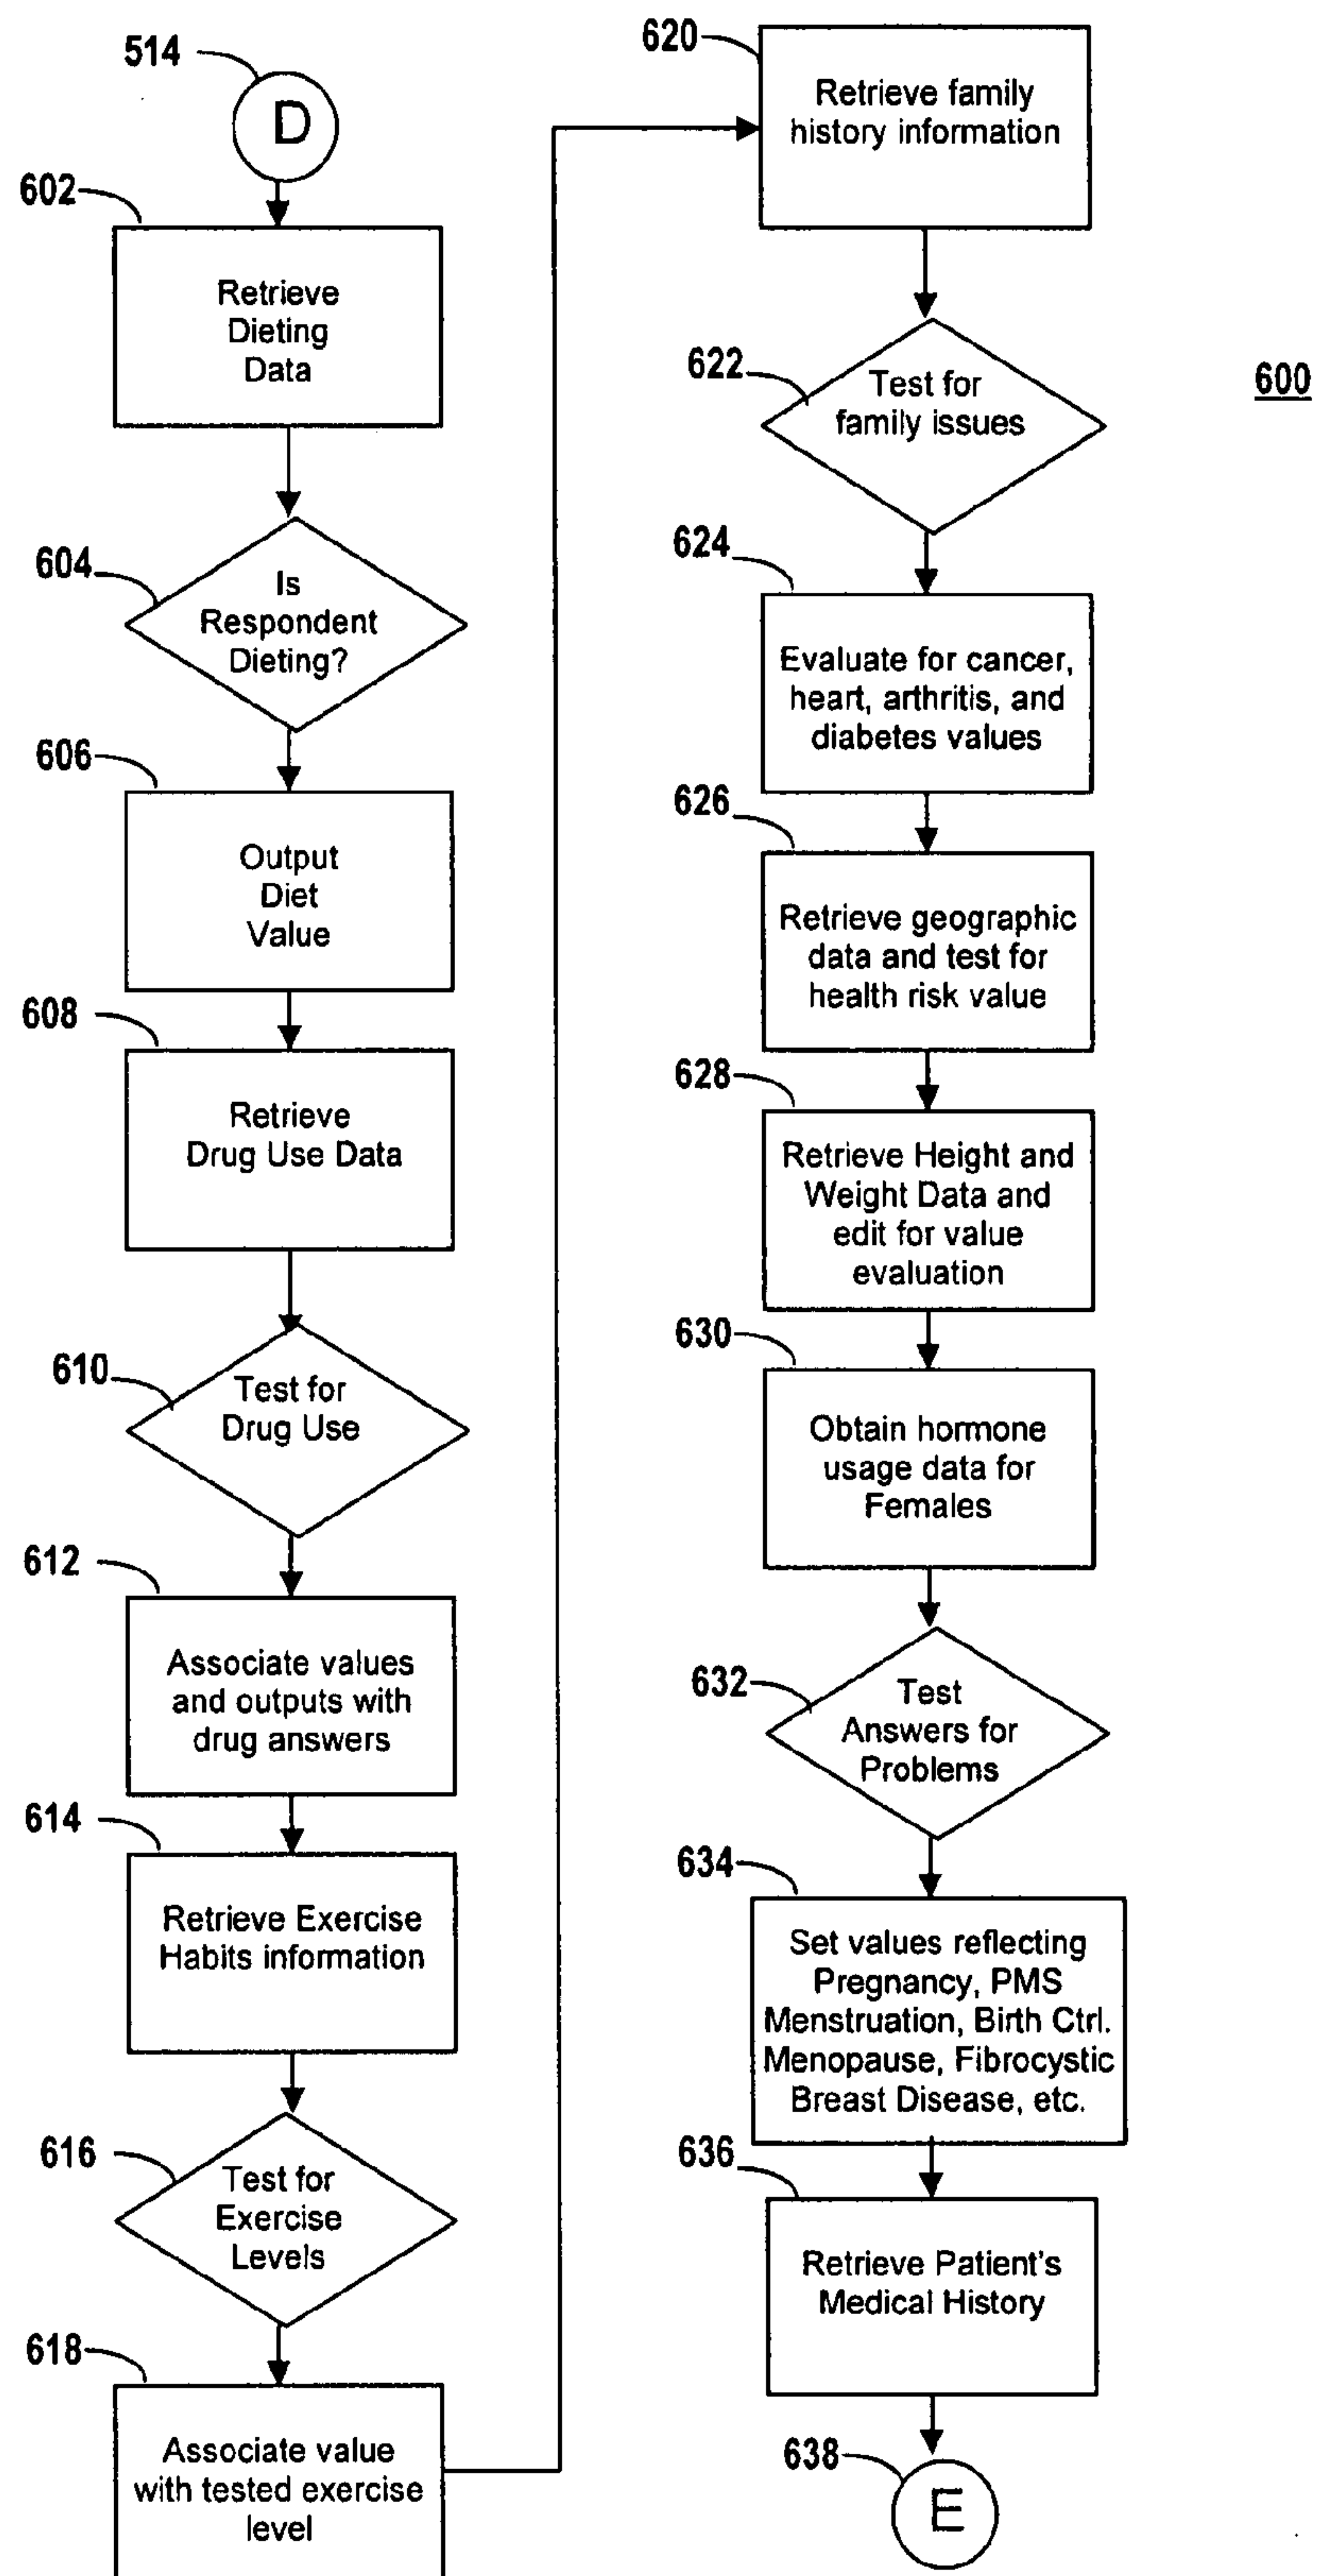 514
D
602
Retrieve
Dieting
Data
604
Is
Respondent
Dieting?
606
Output
Diet
Value
608
Retrieve
Drug Use Data
610
Test for
Drug Use
612
Associate values
and outputs with
drug answers
614
Retrieve Exercise
Habits information
616
Test for
Exercise
Levels
618
Associate value
with tested exercise
level
620
Retrieve family
history information
622
Test for
family issues
600
624
Evaluate for cancer,
heart, arthritis, and
diabetes values
626
Retrieve geographic
data and test for
health risk value
628
Retrieve Height and
Weight Data and
edit for value
evaluation
630
Obtain hormone
usage data for
Females
632
Test
Answers for
Problems
634
Set values reflecting
Pregnancy, PMS
Menstruation, Birth Ctrl.
Menopause, Fibrocystic
Breast Disease, etc.
636
Retrieve Patient's
Medical History
638
E